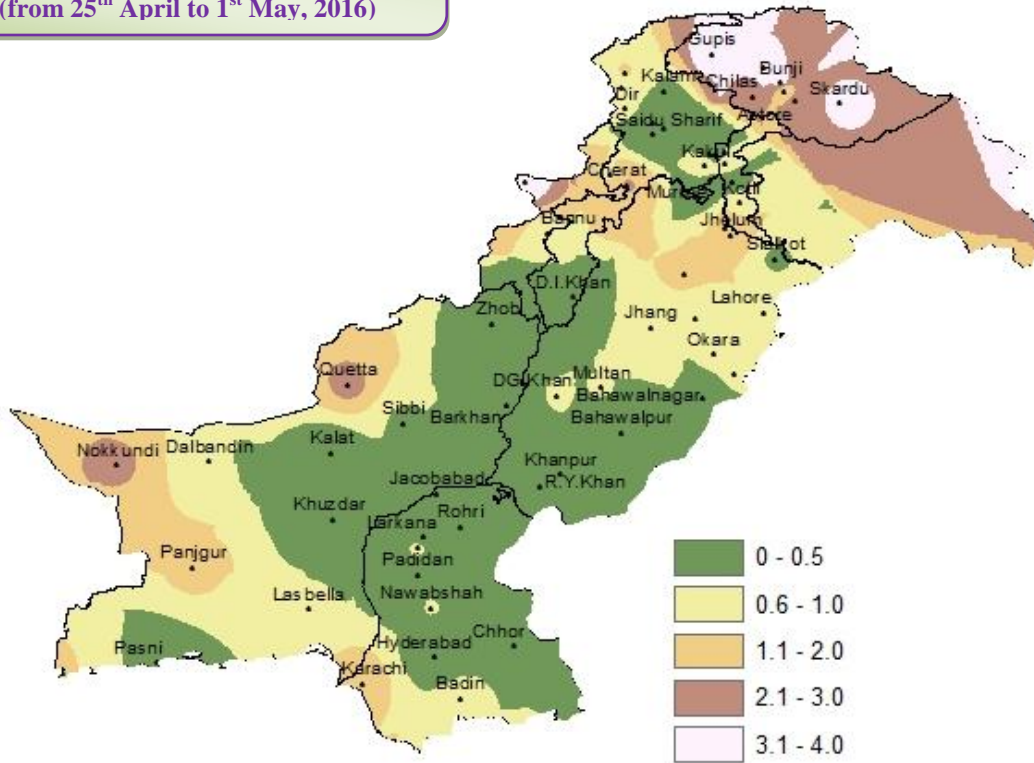 (from 25th April to 1st May, 2016)
Gupis
Bunji
Kalam
Chilas
Skardu
Dir
Astore
Saidu Sharif
Kakul
Cherat
Murree
Kotli
Bannu
Jhelum
Sialkot
D.I.Khan
Zhob
Lahore
Jhang
Okara
Quetta
DG.Khan
Multan
Bahawalnagar
Sibbi
Barkhan
Bahawalpur
Kalat
Nokkundi
Dalbandin
Khanpur
Jacobabad
R.Y.Khan
Khuzdar
Rohri
Larkana
Panjgur
Padidan
Las bella
Nawabshah
Chhor
Pasni
Hyderabad
Karachi
Badin
0 - 0.5
0.6 - 1.0
1.1 - 2.0
2.1 - 3.0
3.1 - 4.0